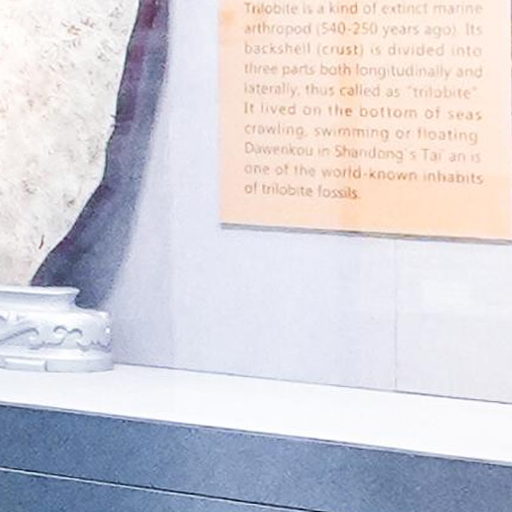 Trilobite is a kind of extinct marine
arthropod (540-250 years ago). Its
backshell (crust) is divided into
three parts both longitudinally and
laterally, thus called as "trilobite".
It lived on the bottom of seas
crawling, swimming or floating
Dawenkou in Shandong's Tai'an is
one of the world-known inhabits
of trilobite fossils.